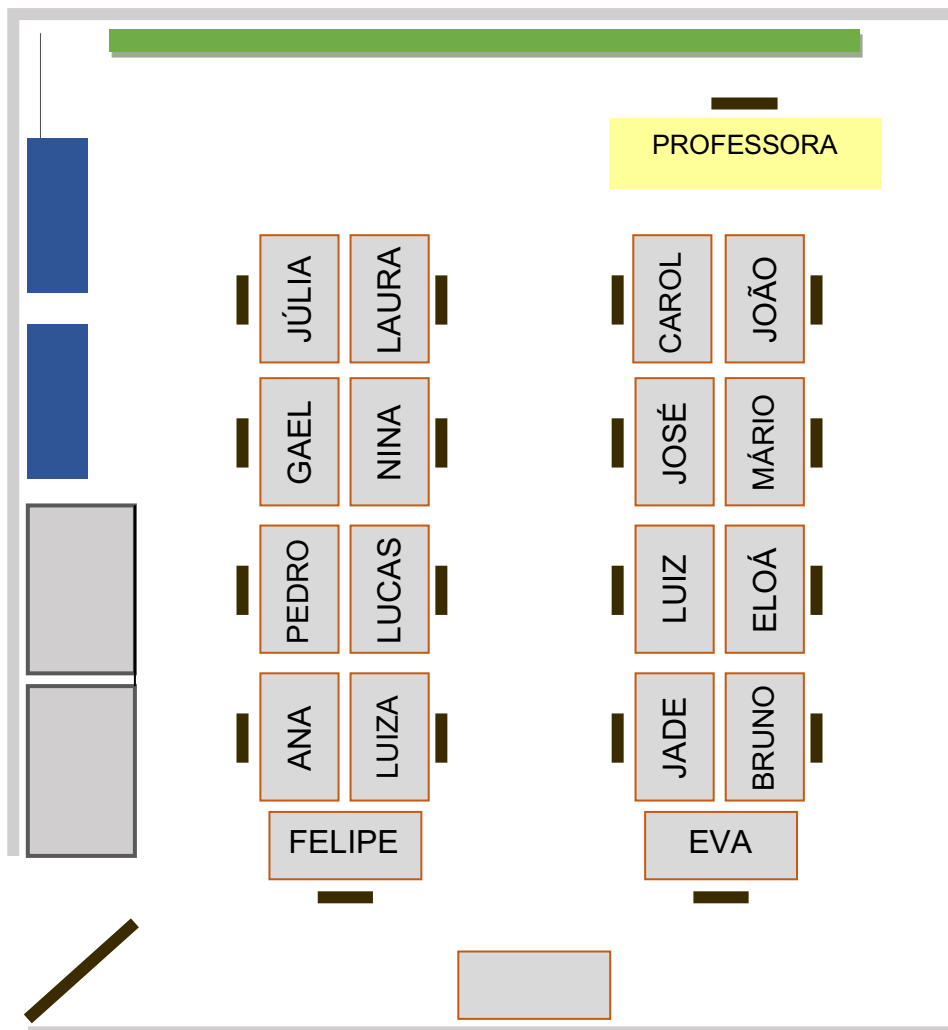 PROFESSORA
JÚLIA
LAURA
CAROL
JOÃO
GAEL
NINA
JOSÉ
MÁRIO
PEDRO
LUCAS
LUIZ
ELOÁ
ANA
LUIZA
JADE
BRUNO
FELIPE
EVA